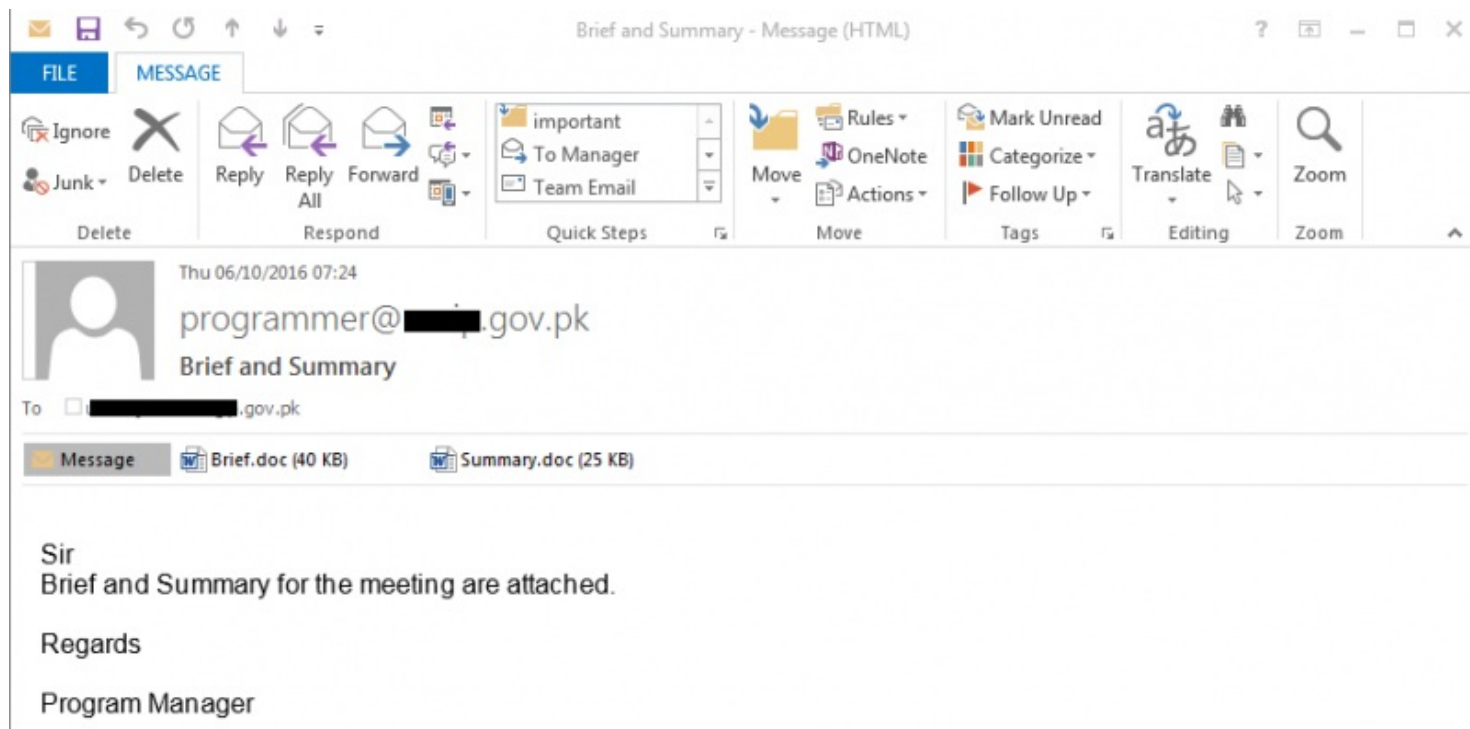 Brief and Summary - Message (HTML)
?
FILE MESSAGE
Ignore
Junk
Delete
Reply
Reply All
Forward
important
To Manager
Team Email
Move
Rules
OneNote
Actions
Mark Unread
Categorize
Follow Up
Translate
Zoom
Delete Respond Quick Steps Move Tags Editing Zoom
Thu 06/10/2016 07:24
programmer@ .gov.pk
Brief and Summary
To .gov.pk
Message Brief.doc (40 KB) Summary.doc (25 KB)
Sir
Brief and Summary for the meeting are attached.
Regards
Program Manager